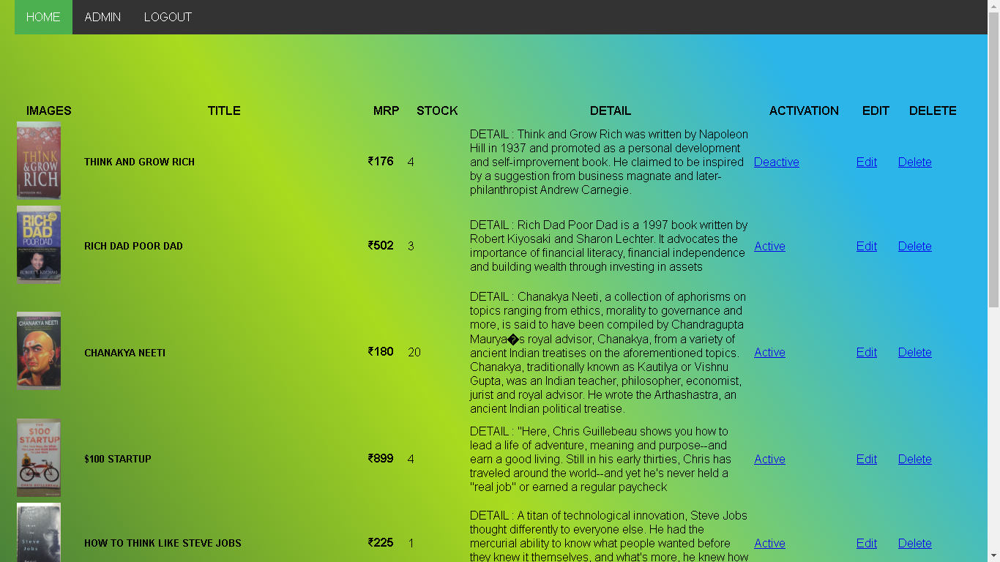 HOME ADMIN LOGOUT
IMAGES TITLE MRP STOCK DETAIL ACTIVATION EDIT DELETE
THINK
& GROW
RICH
NAPOLEON HILL
THINK AND GROW RICH ₹176 4
DETAIL : Think and Grow Rich was written by Napoleon
Hill in 1937 and promoted as a personal development
and self-improvement book. He claimed to be inspired
by a suggestion from business magnate and later-
philanthropist Andrew Carnegie.
Deactive Edit Delete
RICH
DAD
POOR DAD
ROBERT T. KIYOSAKI
RICH DAD POOR DAD ₹502 3
DETAIL : Rich Dad Poor Dad is a 1997 book written by
Robert Kiyosaki and Sharon Lechter. It advocates the
importance of financial literacy, financial independence
and building wealth through investing in assets
Active Edit Delete
CHANAKYA NEETI
CHANAKYA NEETI ₹180 20
DETAIL : Chanakya Neeti, a collection of aphorisms on
topics ranging from ethics, morality to governance and
more, is said to have been compiled by Chandragupta
Maurya�s royal advisor, Chanakya, from a variety of
ancient Indian treatises on the aforementioned topics.
Chanakya, traditionally known as Kautilya or Vishnu
Gupta, was an Indian teacher, philosopher, economist,
jurist and royal advisor. He wrote the Arthashastra, an
ancient Indian political treatise.
Active Edit Delete
THE
$100
STARTUP
CHRIS GUILLEBEAU
$100 STARTUP ₹899 4
DETAIL : "Here, Chris Guillebeau shows you how to
lead a life of adventure, meaning and purpose--and
earn a good living. Still in his early thirties, Chris has
traveled around the world--and yet he's never held a
"real job" or earned a regular paycheck
Active Edit Delete
Steve
Jobs
HOW TO THINK LIKE STEVE JOBS ₹225 1
DETAIL : A titan of technological innovation, Steve Jobs
thought differently to everyone else. He had the
mercurial ability to know what people wanted before
they knew it themselves, and what's more, he knew how
Active Edit Delete